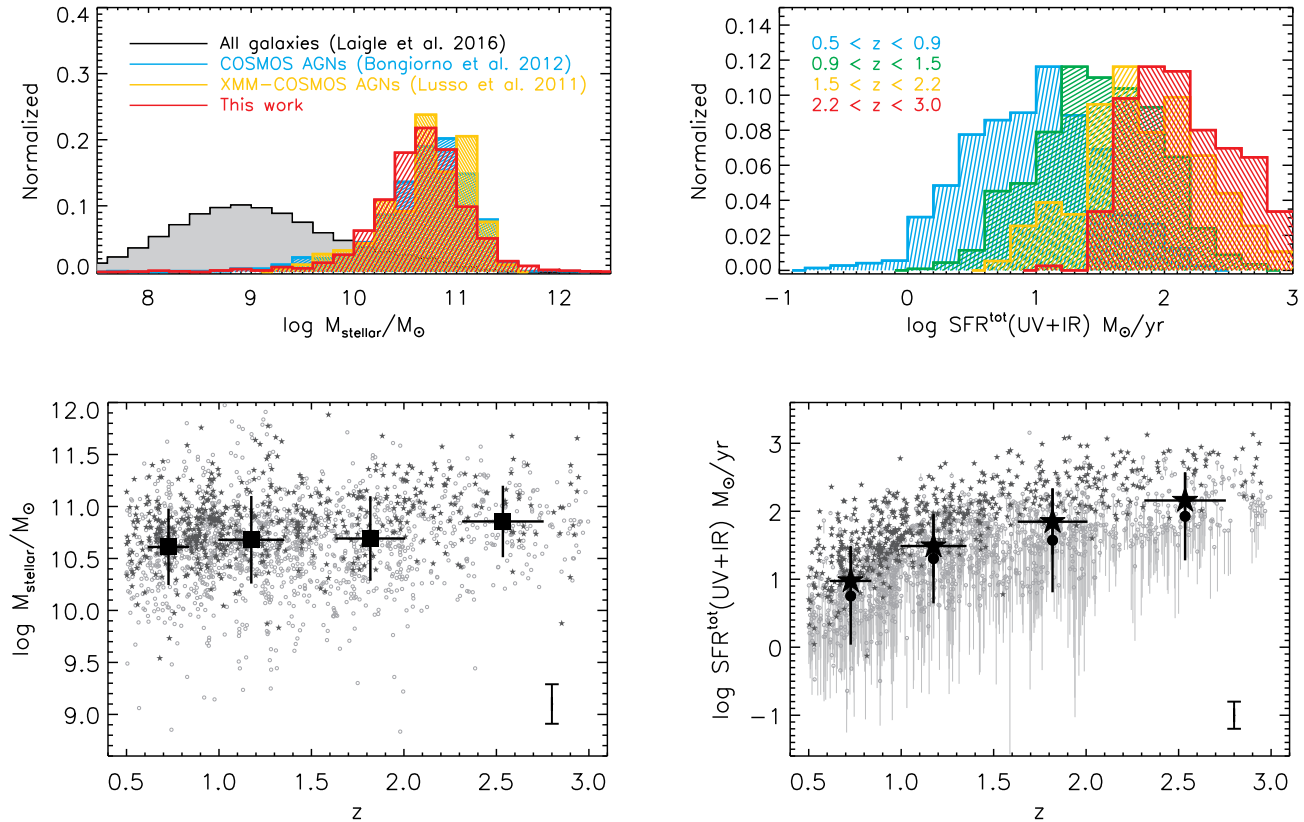 0.4
0.3
0.2
0.1
0.0
Normalized
All galaxies (Laigle et al. 2016)
COSMOS AGNs (Bongiorno et al. 2012)
XMM-COSMOS AGNs (Lusso et al. 2011)
This work
8 9 10 11 12
log M_stellar/M_⊙
0.14
0.12
0.10
0.08
0.06
0.04
0.02
0.00
Normalized
0.5 < z < 0.9
0.9 < z < 1.5
1.5 < z < 2.2
2.2 < z < 3.0
-1 0 1 2 3
log SFR^tot(UV+IR) M_⊙/yr
12.0
11.5
11.0
10.5
10.0
9.5
9.0
log M_stellar/M_⊙
0.5 1.0 1.5 2.0 2.5 3.0
z
3
2
1
0
-1
log SFR^tot(UV+IR) M_⊙/yr
0.5 1.0 1.5 2.0 2.5 3.0
z